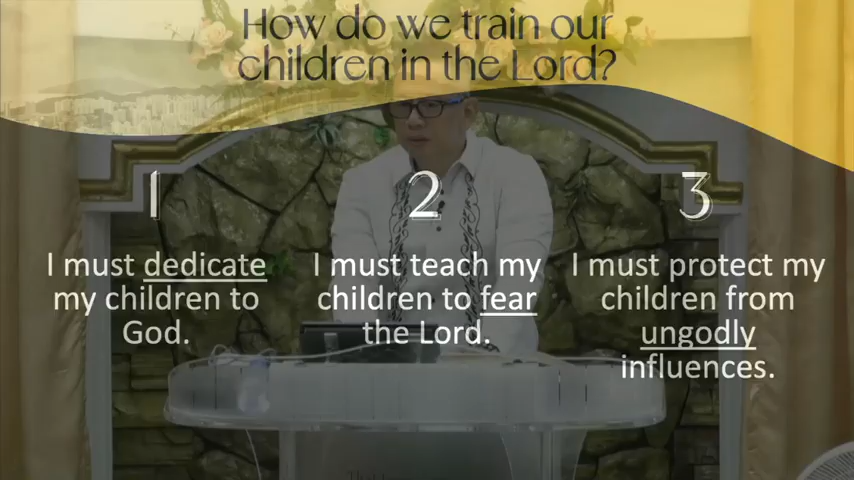 How do we train our
children in the Lord?
1
I must dedicate
my children to
God.
2
I must teach my
children to fear
the Lord.
3
I must protect my
children from
ungodly
influences.